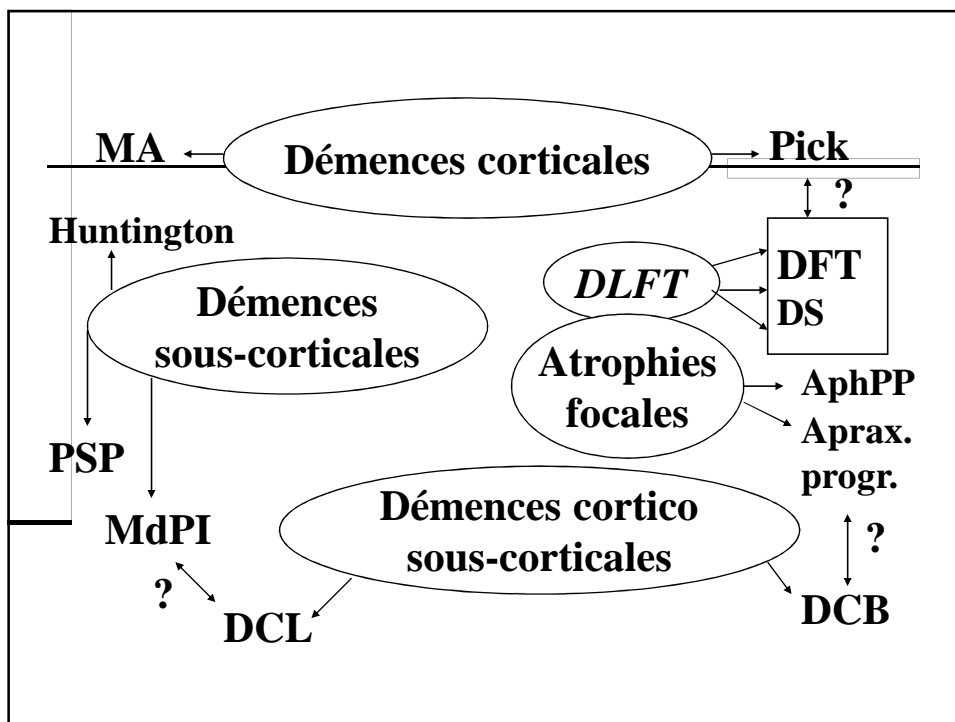 MA
Démences corticales
Pick
?
Huntington
DLFT
DFT
DS
Démences
sous-corticales
Atrophies
focales
AphPP
Aprax.
progr.
PSP
MdPI
Démences cortico
sous-corticales
?
?
DCL
DCB